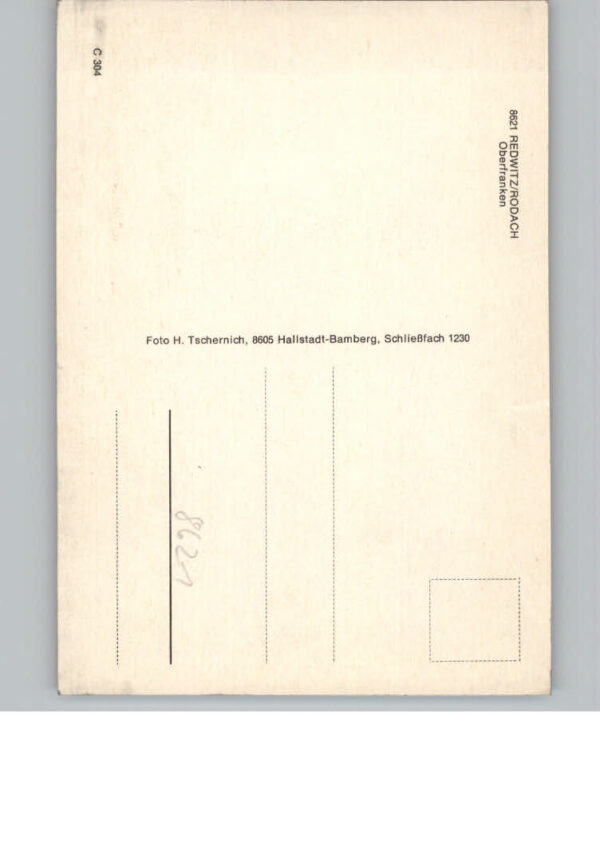 8621 REDWITZ/RODACH
Oberfranken
C 304
Foto H. Tschernich, 8605 Hallstadt-Bamberg, Schließfach 1230
8621